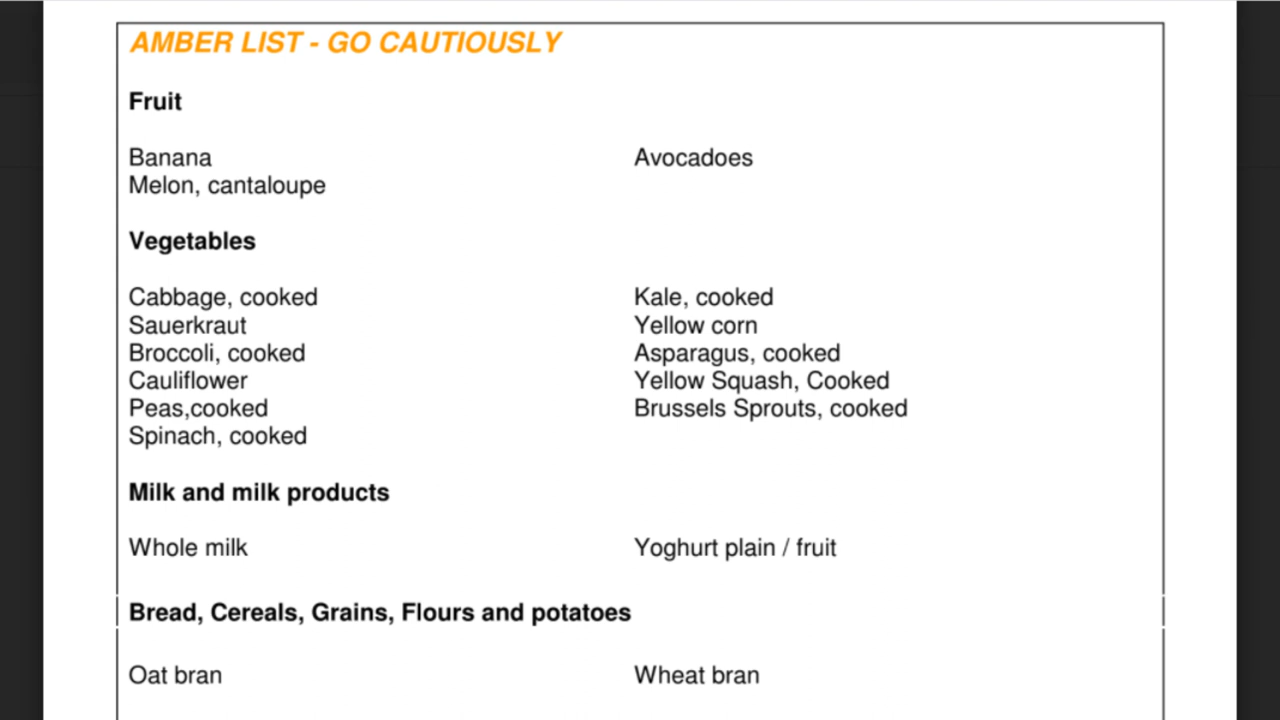 AMBER LIST - GO CAUTIOUSLY
Fruit
Banana Avocadoes
Melon, cantaloupe
Vegetables
Cabbage, cooked Kale, cooked
Sauerkraut Yellow corn
Broccoli, cooked Asparagus, cooked
Cauliflower Yellow Squash, Cooked
Peas,cooked Brussels Sprouts, cooked
Spinach, cooked
Milk and milk products
Whole milk Yoghurt plain / fruit
Bread, Cereals, Grains, Flours and potatoes
Oat bran Wheat bran